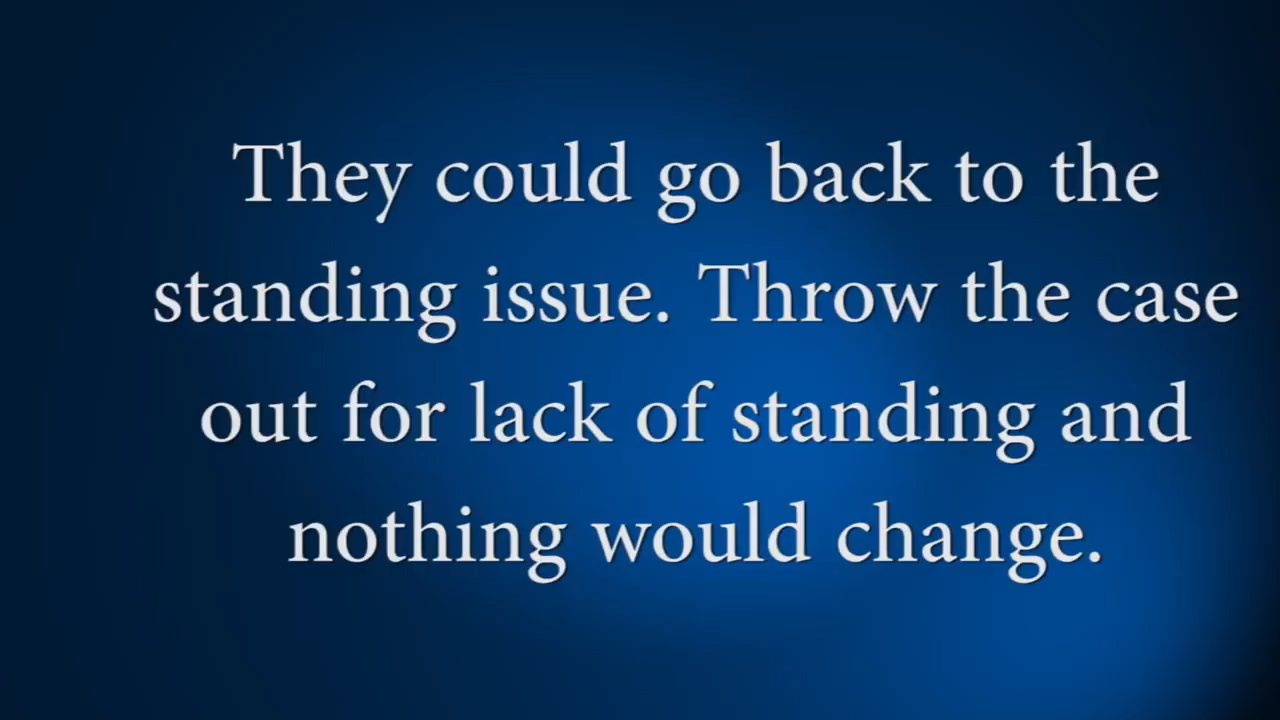 They could go back to the
standing issue. Throw the case
out for lack of standing and
nothing would change.